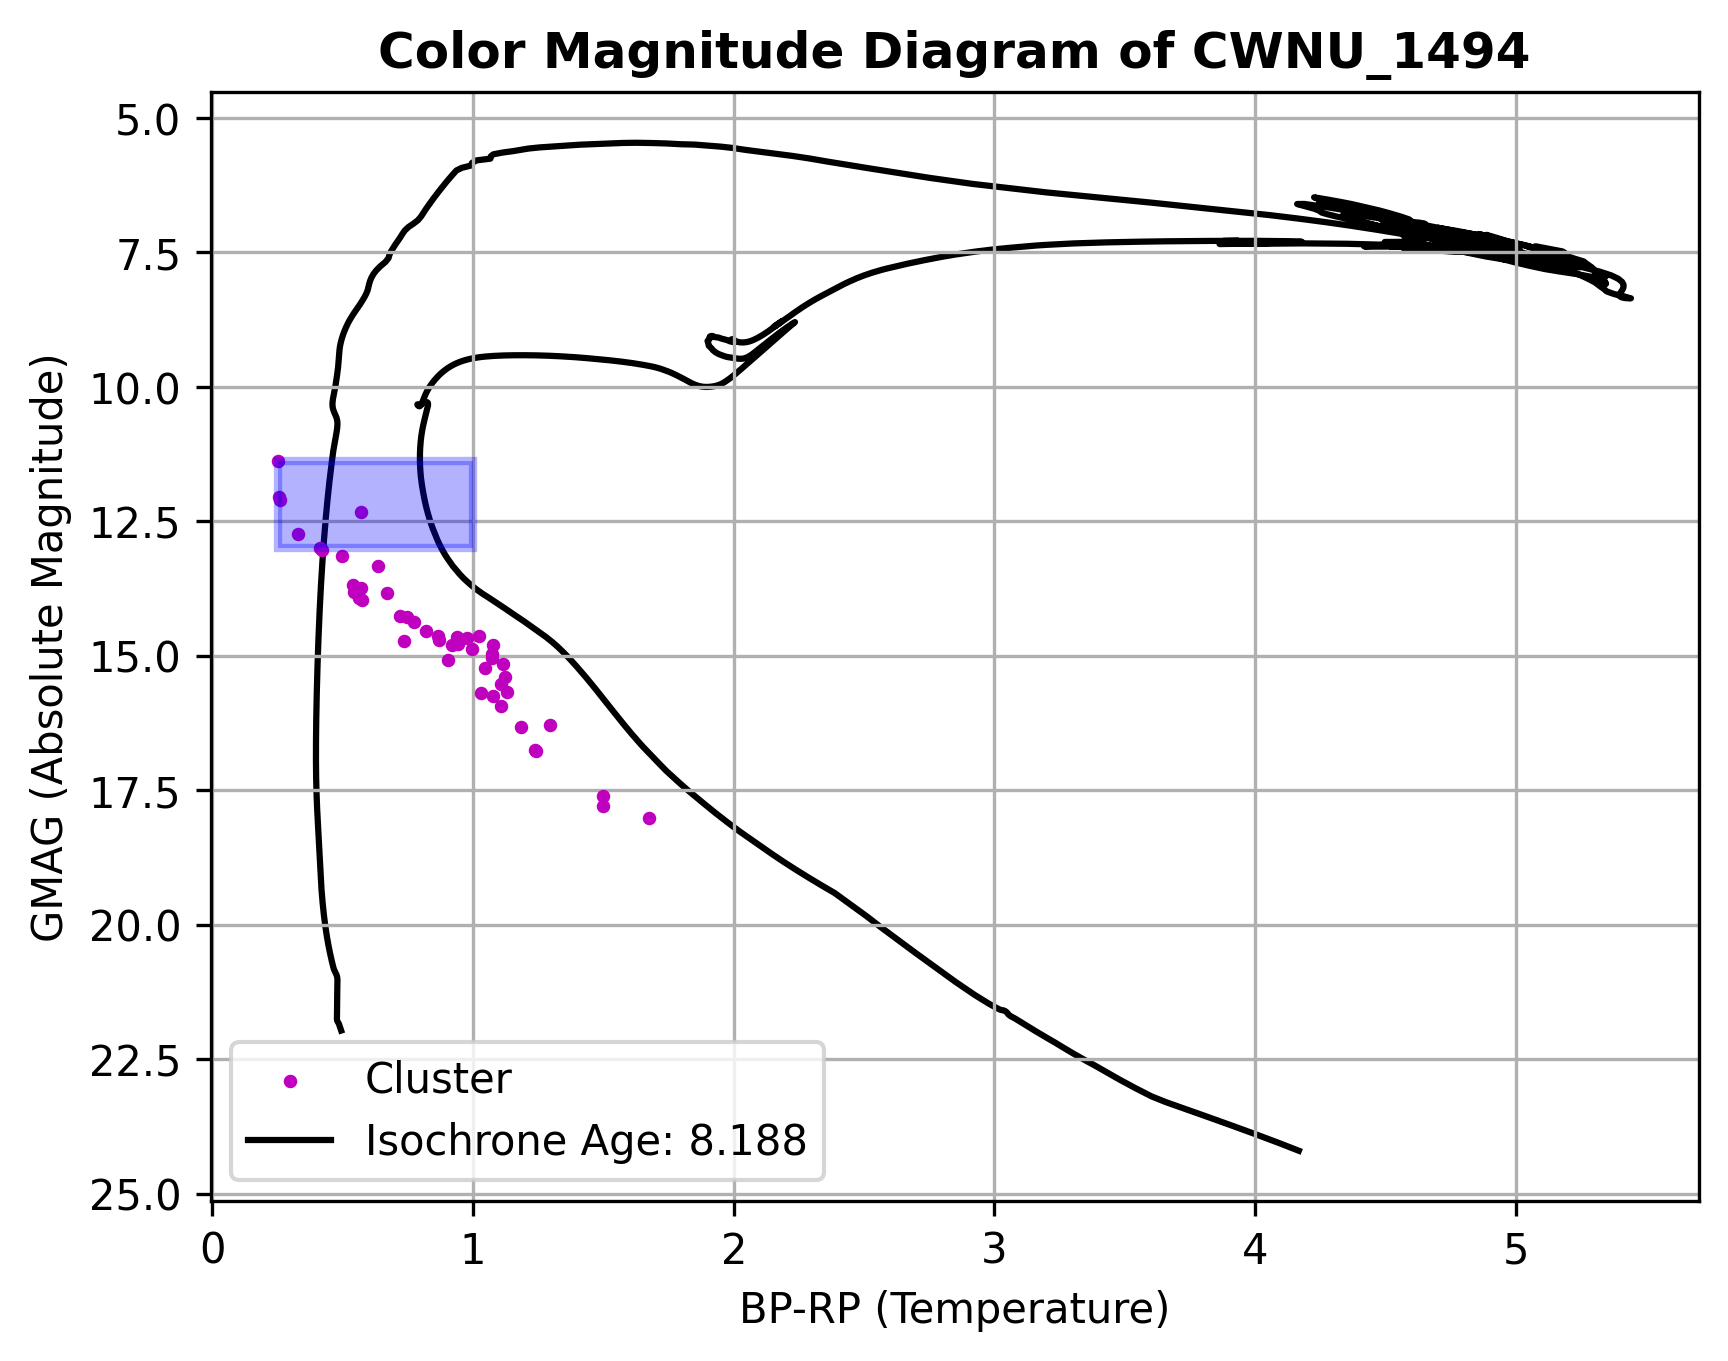 Color Magnitude Diagram of CWNU_1494
GMAG (Absolute Magnitude)
5.0
7.5
10.0
12.5
15.0
17.5
20.0
22.5
25.0
Cluster
Isochrone Age: 8.188
0 1 2 3 4 5
BP-RP (Temperature)